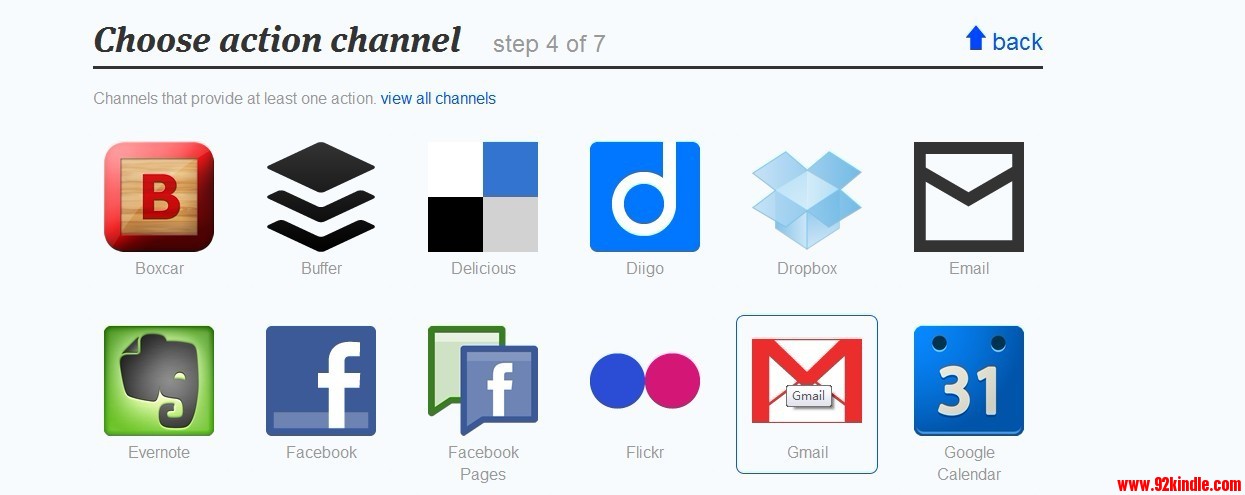 Choose action channel step 4 of 7 back
Channels that provide at least one action. view all channels
B
Boxcar Buffer Delicious Diigo Dropbox Email
31
Gmail
Evernote Facebook Facebook Pages Flickr Gmail Google Calendar
www.92kindle.com